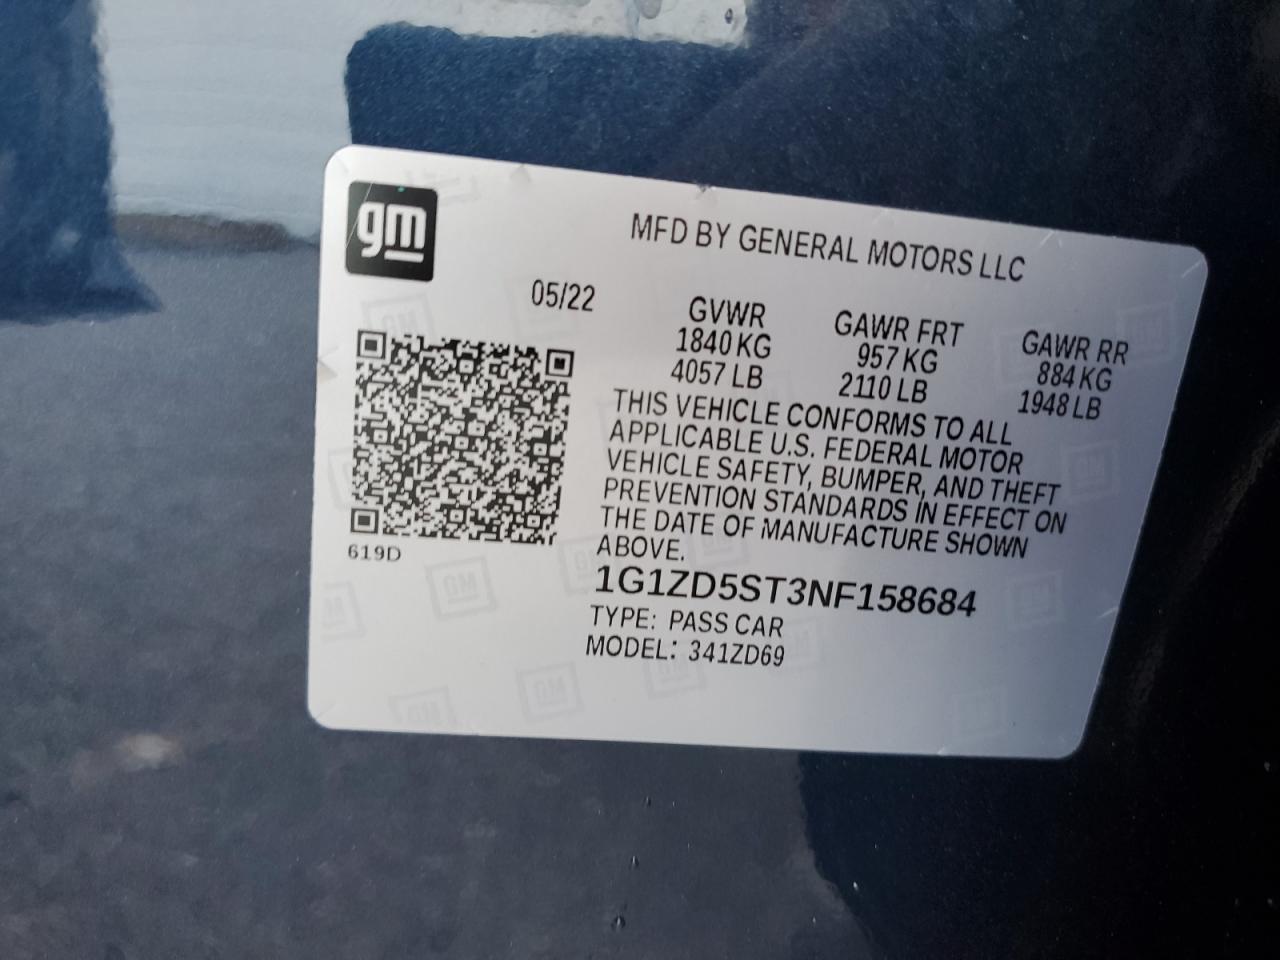 gm
MFD BY GENERAL MOTORS LLC
05/22
GVWR
1840 KG
4057 LB
GAWR FRT
957 KG
2110 LB
GAWR RR
884 KG
1948 LB
THIS VEHICLE CONFORMS TO ALL
APPLICABLE U.S. FEDERAL MOTOR
VEHICLE SAFETY, BUMPER, AND THEFT
PREVENTION STANDARDS IN EFFECT ON
THE DATE OF MANUFACTURE SHOWN
ABOVE.
619D
1G1ZD5ST3NF158684
TYPE: PASS CAR
MODEL: 341ZD69